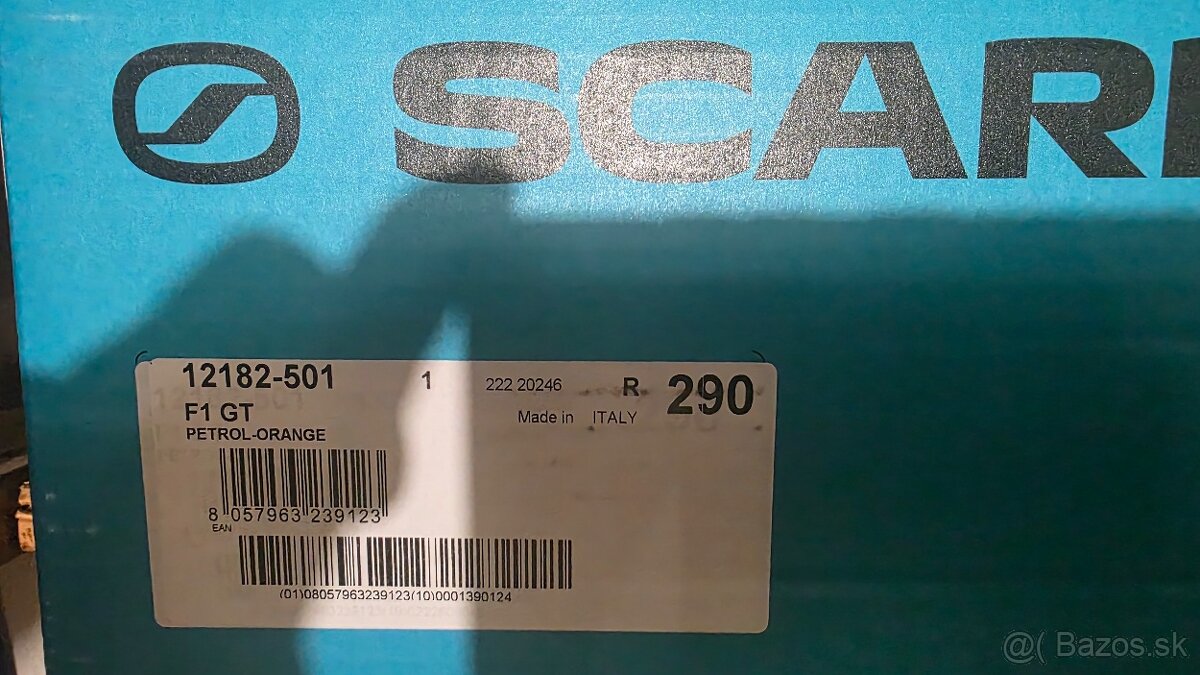 SCAR
12182-501 1 222 20246 R 290
F1 GT Made in ITALY
PETROL-ORANGE
8 057963 239123
EAN
(01)08057963239123(10)0001390124
@( Bazos.sk